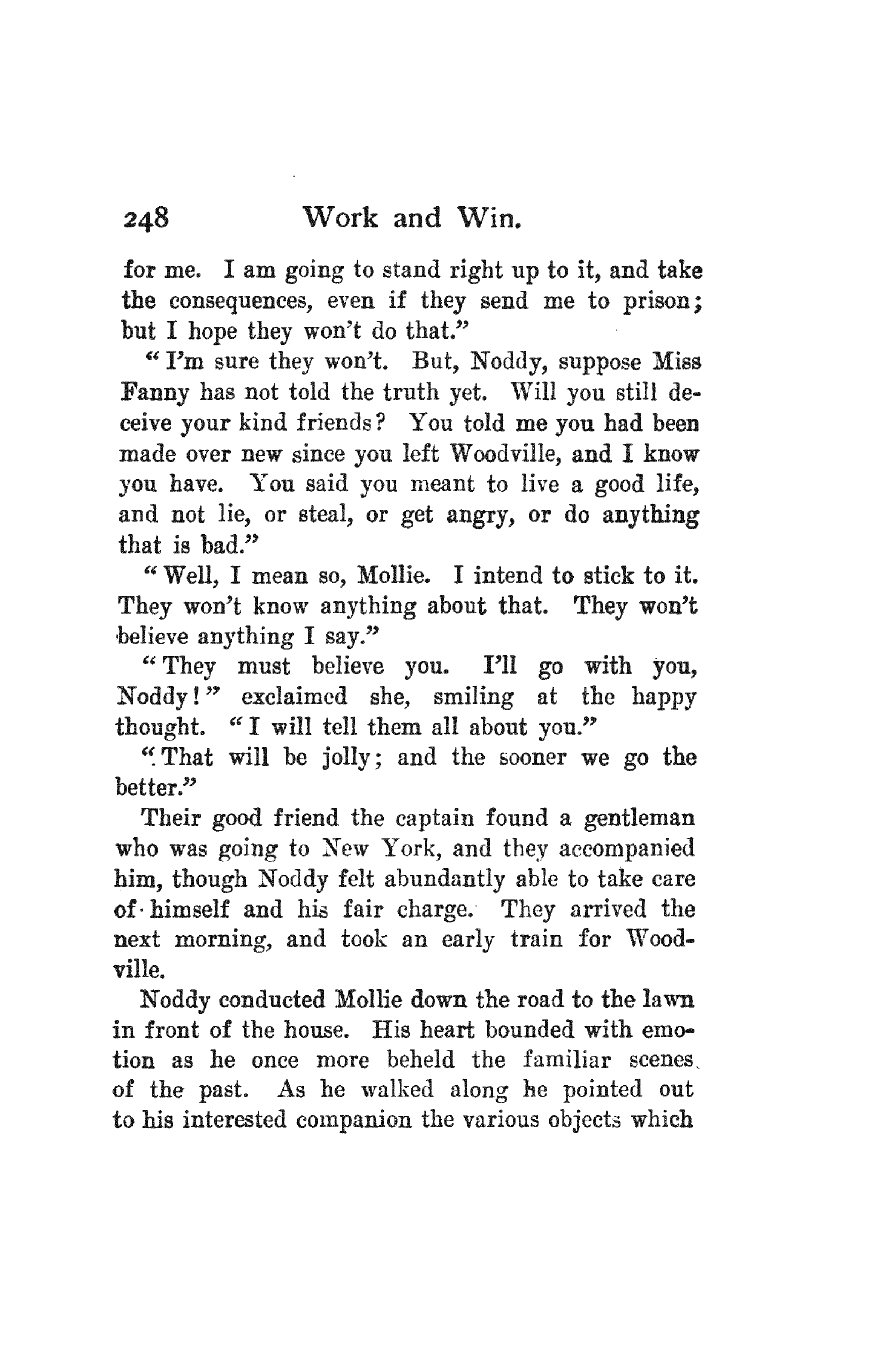 248 Work and Win.
for me. I am going to stand right up to it, and take
the consequences, even if they send me to prison;
but I hope they won't do that."
"I'm sure they won't. But, Noddy, suppose Miss
Fanny has not told the truth yet. Will you still de-
ceive your kind friends? You told me you had been
made over new since you left Woodville, and I know
you have. You said you meant to live a good life,
and not lie, or steal, or get angry, or do anything
that is bad."
"Well, I mean so, Mollie. I intend to stick to it.
They won't know anything about that. They won't
believe anything I say."
"They must believe you. I'll go with you,
Noddy!" exclaimed she, smiling at the happy
thought. "I will tell them all about you."
"That will be jolly; and the sooner we go the
better."
Their good friend the captain found a gentleman
who was going to New York, and they accompanied
him, though Noddy felt abundantly able to take care
of himself and his fair charge. They arrived the
next morning, and took an early train for Wood-
ville.
Noddy conducted Mollie down the road to the lawn
in front of the house. His heart bounded with emo-
tion as he once more beheld the familiar scenes
of the past. As he walked along he pointed out
to his interested companion the various objects which